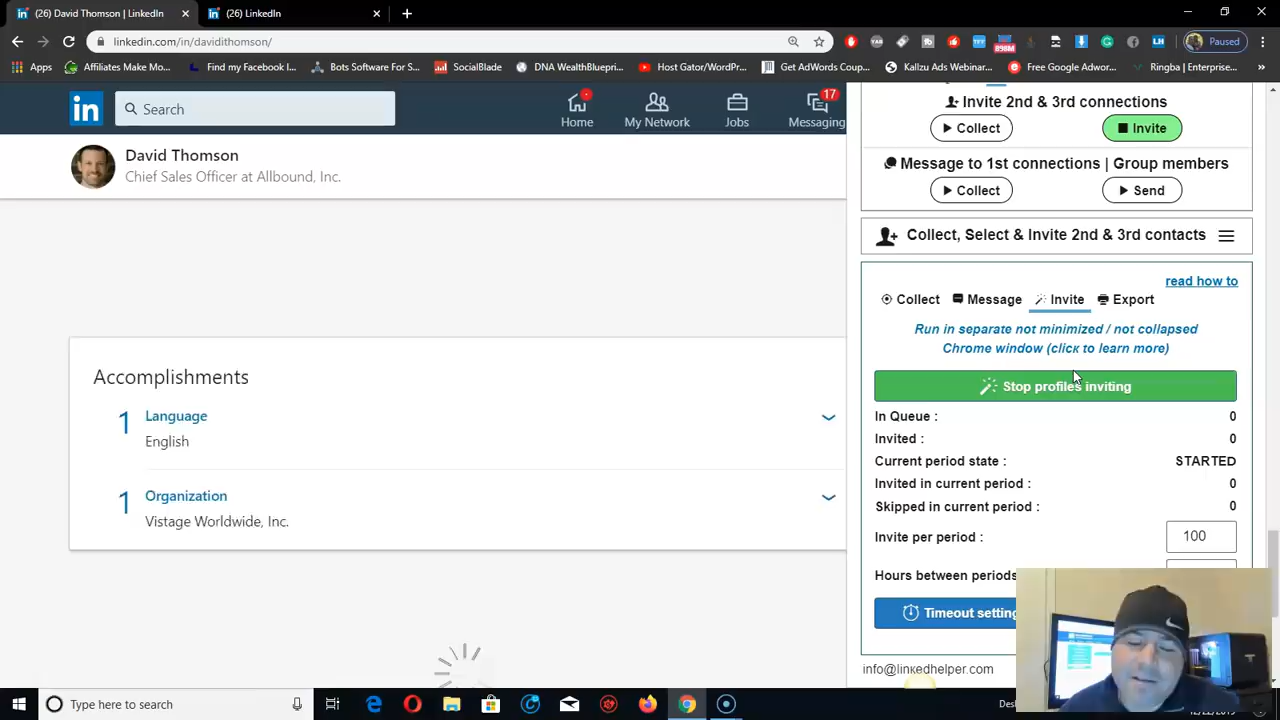 (26) David Thomson | LinkedIn
(26) LinkedIn
linkedin.com/in/davidithomson/
Paused
Apps
Affiliates Make Mo...
Find my Facebook I...
Bots Software For S...
SocialBlade
DNA WealthBluepri...
Host Gator/WordPr...
Get AdWords Coup...
Kallzu Ads Webinar...
Free Google Adwor...
Ringba | Enterprise...
in
Search
Home
My Network
Jobs
17
Messaging
David Thomson
Chief Sales Officer at Allbound, Inc.
Accomplishments
1 Language
English
1 Organization
Vistage Worldwide, Inc.
Invite 2nd & 3rd connections
Collect
Invite
Message to 1st connections | Group members
Collect
Send
Collect, Select & Invite 2nd & 3rd contacts
read how to
Collect
Message
Invite
Export
Run in separate not minimized / not collapsed
Chrome window (click to learn more)
Stop profiles inviting
In Queue : 0
Invited : 0
Current period state : STARTED
Invited in current period : 0
Skipped in current period : 0
Invite per period : 100
Hours between periods
Timeout setting
info@linkedhelper.com
Type here to search